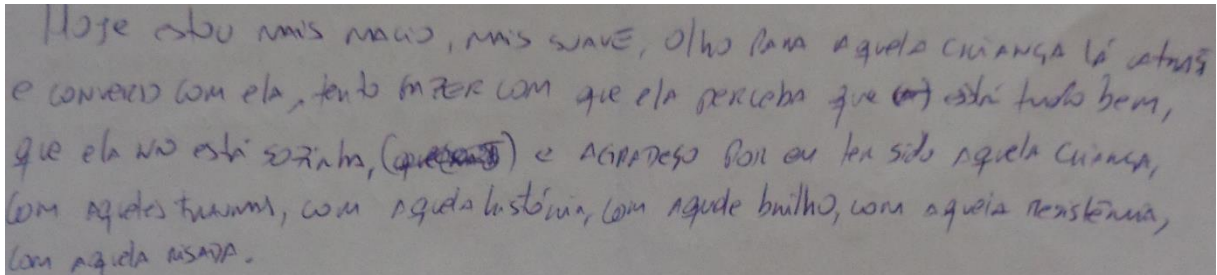 Hoje estou mais macio, mais suave, olho para aquela criança lá atrás
e converso com ela, tento fazer com que ela perceba que está tudo bem,
que ela não está sozinha, e agradeço por eu ter sido aquela criança,
com aqueles traumas, com aquela história, com aquele brilho, com aquela resistência,
com aquela risada.